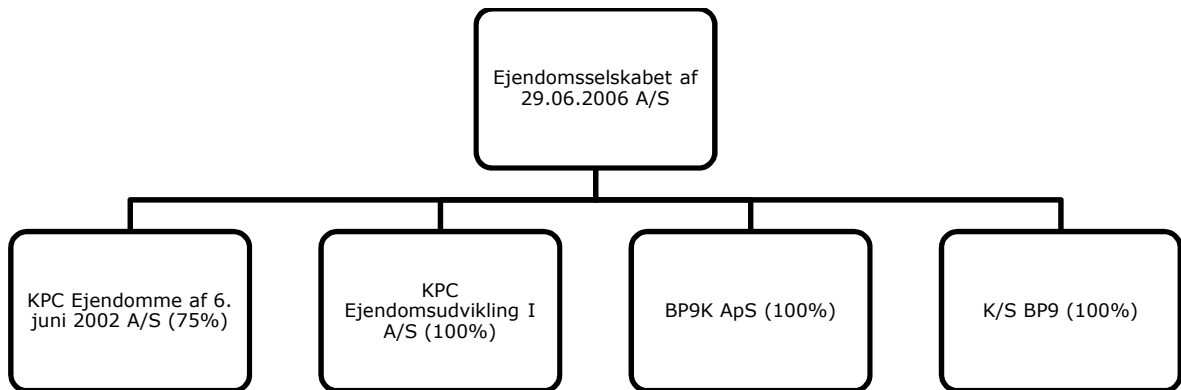 Ejendomsselskabet af
29.06.2006 A/S
KPC Ejendomme af 6.
juni 2002 A/S (75%)
KPC
Ejendomsudvikling I
A/S (100%)
BP9K ApS (100%)
K/S BP9 (100%)